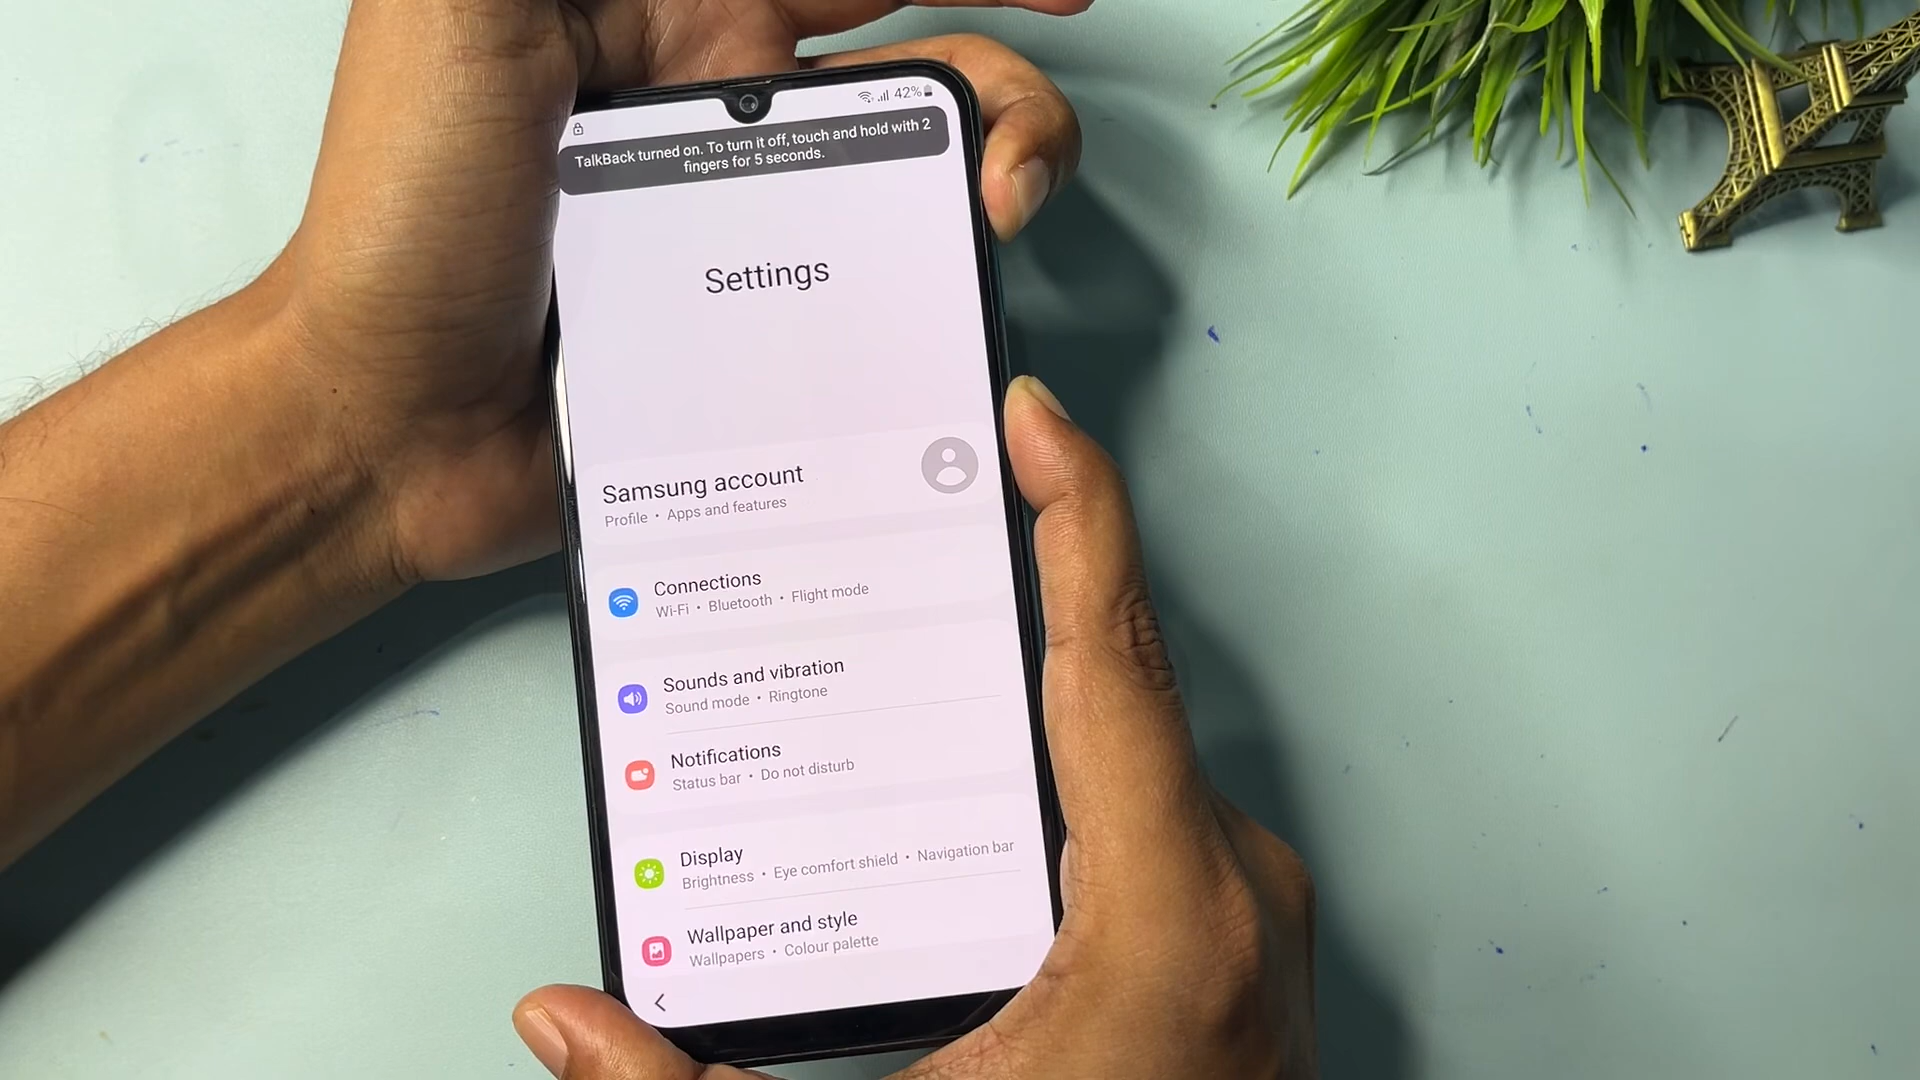 42%
TalkBack turned on. To turn it off, touch and hold with 2
fingers for 5 seconds.
Settings
Samsung account
Profile • Apps and features
Connections
Wi-Fi • Bluetooth • Flight mode
Sounds and vibration
Sound mode • Ringtone
Notifications
Status bar • Do not disturb
Display
Brightness • Eye comfort shield • Navigation bar
Wallpaper and style
Wallpapers • Colour palette